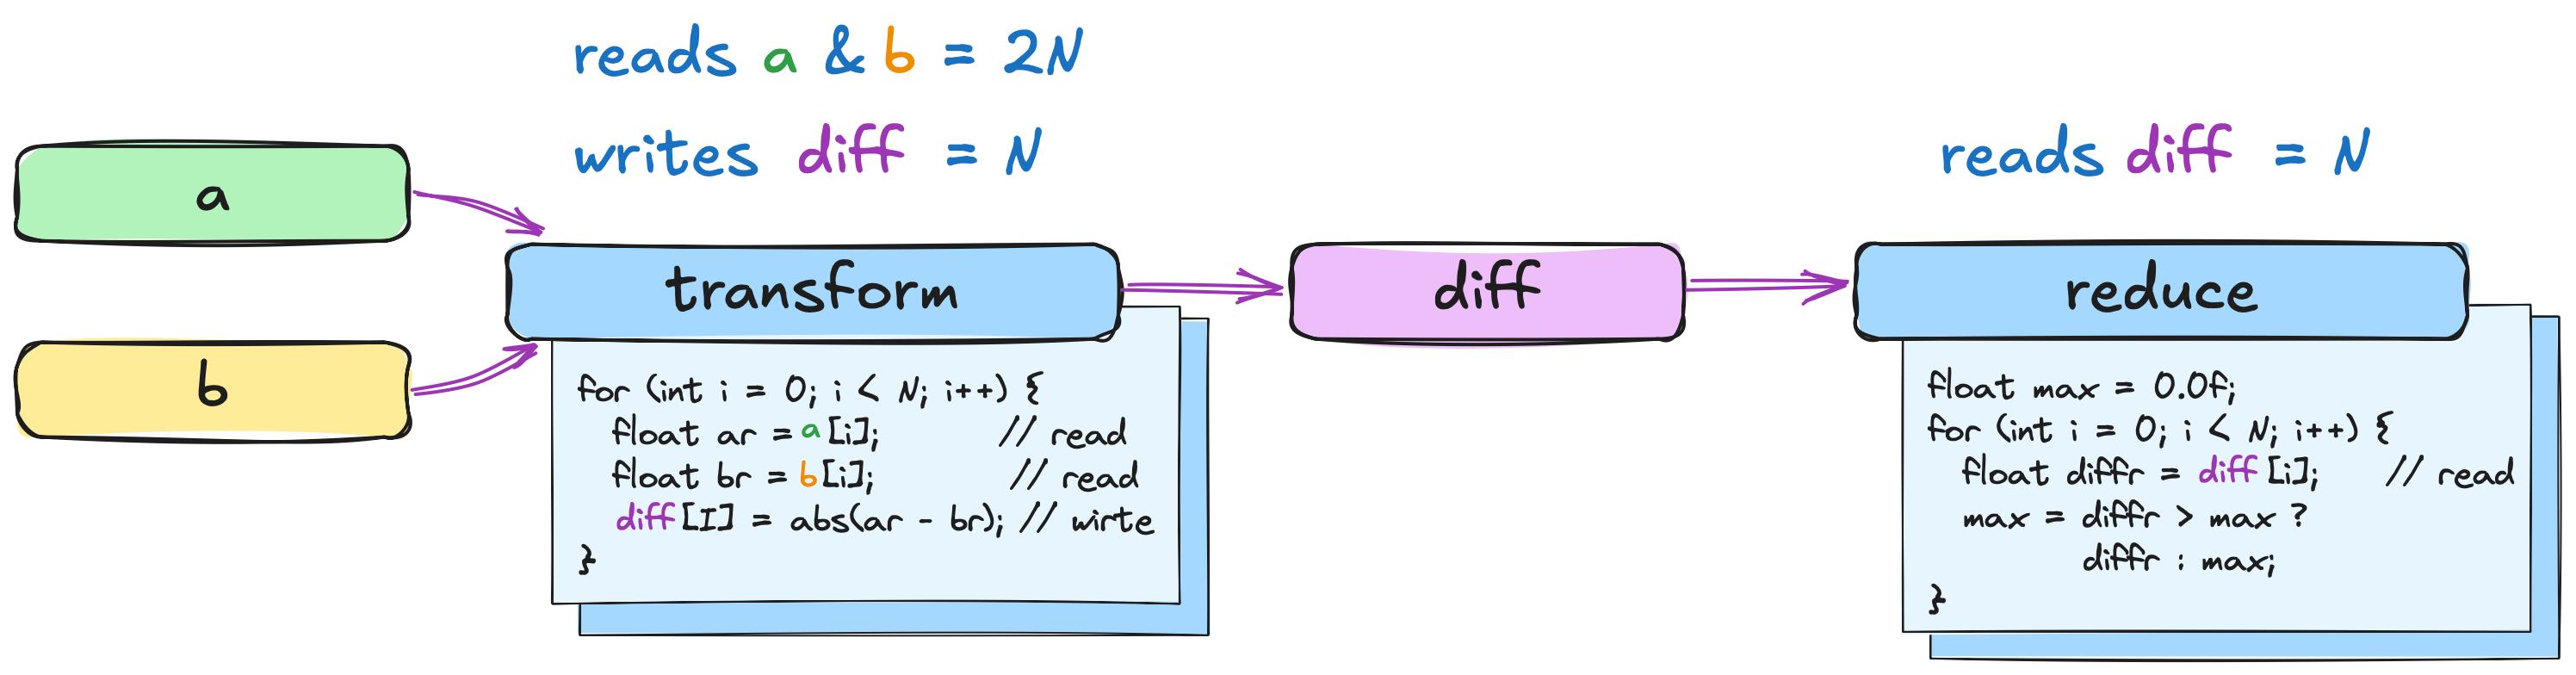 reads a & b = 2N
writes diff = N
reads diff = N
a
b
transform
diff
reduce
for (int i = 0; i < N; i++) {
float ar = a[i]; // read
float br = b[i]; // read
diff[I] = abs(ar - br); // wirte
}
float max = 0.0f;
for (int i = 0; i < N; i++) {
float diffr = diff[i]; // read
max = diffr > max ?
diffr : max;
}